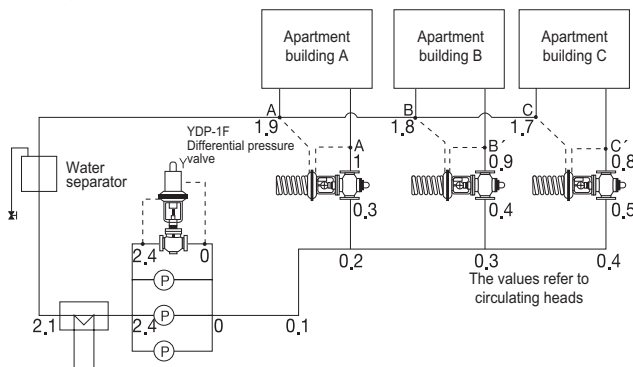 Apartment
building A
Apartment
building B
Apartment
building C
A
1.9
B
1.8
C
1.7
YDP-1F
Differential pressure
valve
A
1
B´
0.9
C´
0.8
Water
separator
0.3
0.4
0.5
2.4
0
0.2
0.3
0.4
The values refer to
circulating heads
P
2.1
2.4
P
0
0.1
P